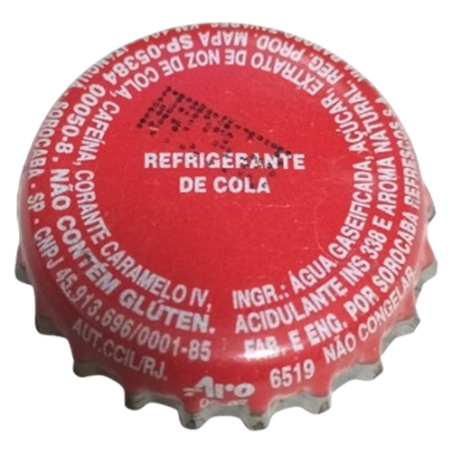 REFRIGERANTE
DE COLA
INGR.: ÁGUA GASEIFICADA, AÇÚCAR, EXTRATO DE NOZ DE COLA, CAFEÍNA, CORANTE CARAMELO IV,
ACIDULANTE INS 338 E AROMA NATURAL. REG. PROD. MAPA SP-05384 00050-8. NÃO CONTÉM GLÚTEN.
FAB. E ENG. POR SOROCABA REFRESCOS
SOROCABA - SP CNPJ 45.913.696/0001-85
NÃO CONGELAR
AUT.CCIL/RJ.
Aro
6519